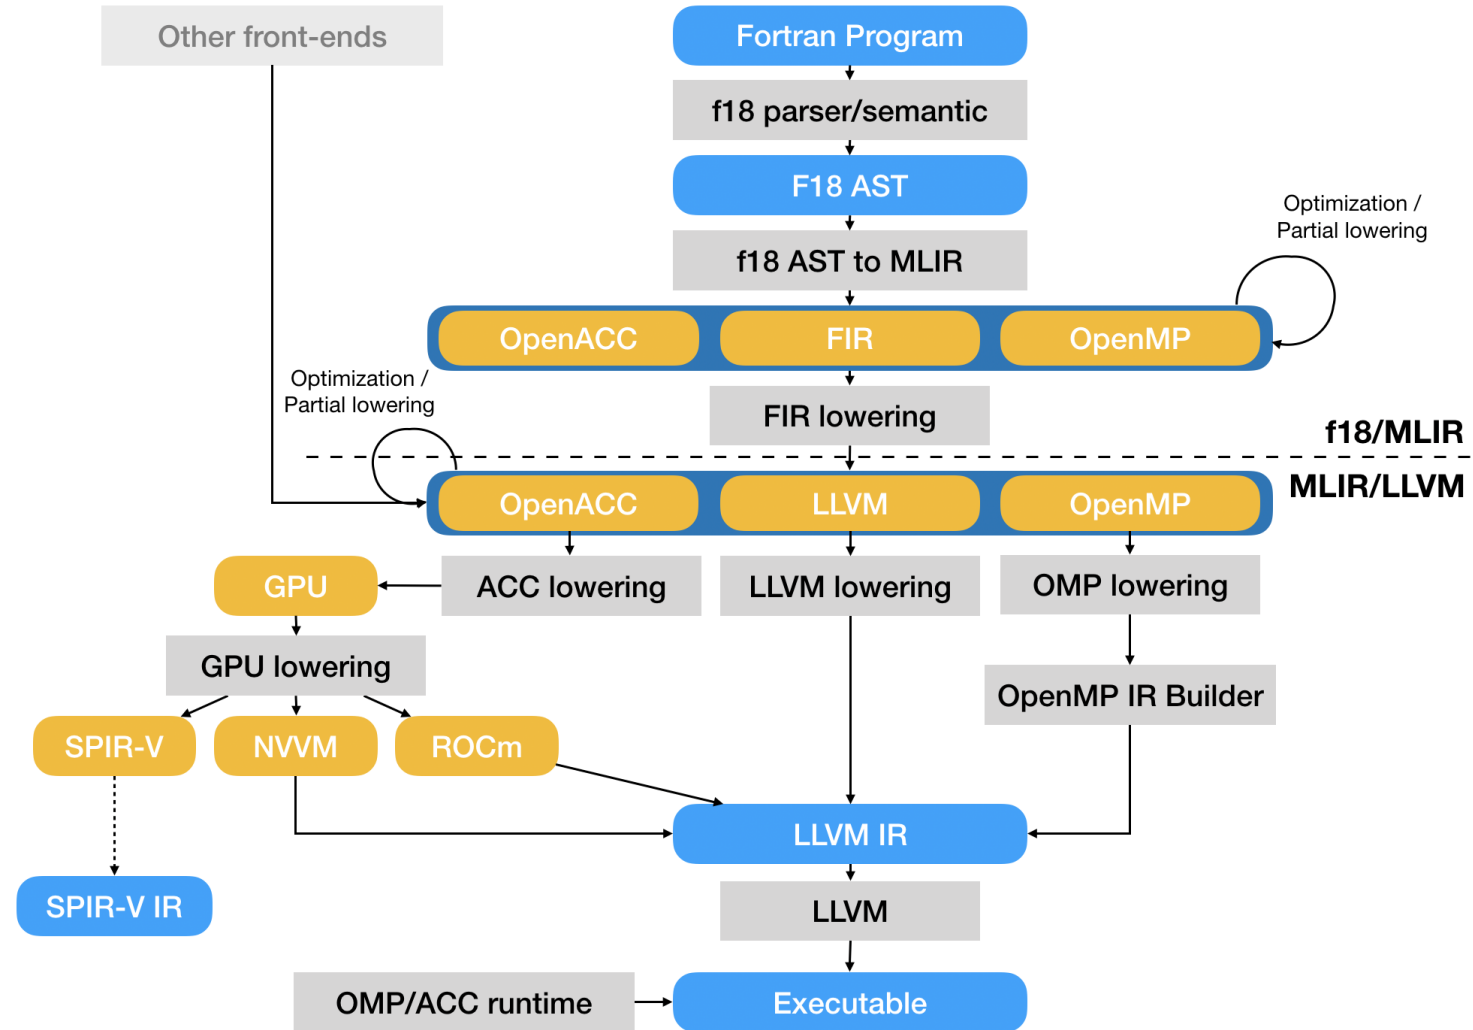 Other front-ends
Fortran Program
f18 parser/semantic
F18 AST
Optimization /
Partial lowering
f18 AST to MLIR
OpenACC
FIR
OpenMP
Optimization /
Partial lowering
FIR lowering
f18/MLIR
MLIR/LLVM
OpenACC
LLVM
OpenMP
GPU
ACC lowering
LLVM lowering
OMP lowering
GPU lowering
OpenMP IR Builder
SPIR-V
NVVM
ROCm
LLVM IR
SPIR-V IR
LLVM
OMP/ACC runtime
Executable